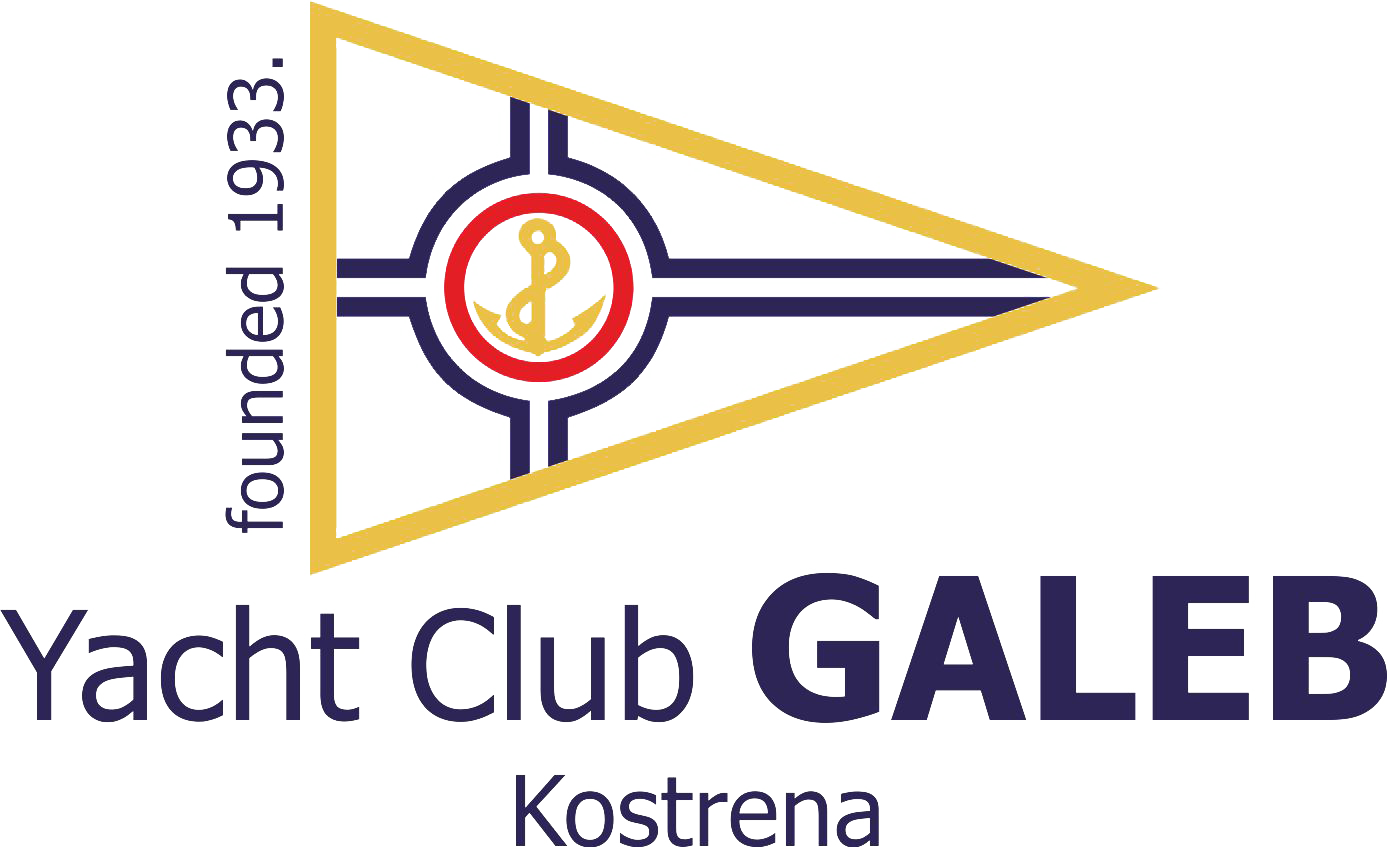 founded 1933.
Yacht Club GALEB
Kostrena